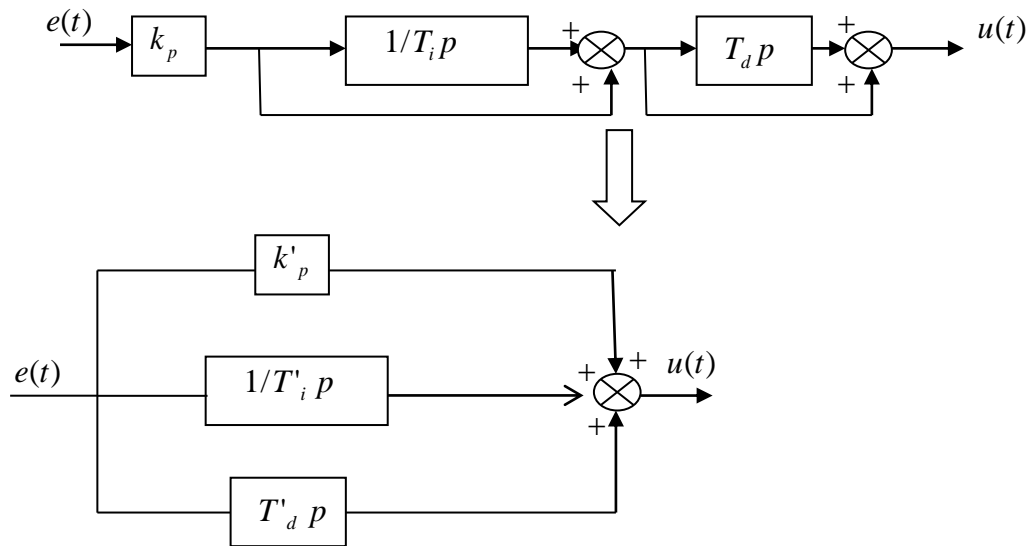 e(t)
k_p
1/T_i p
+
+
T_d p
+
+
u(t)
k'_p
e(t)
1/T'_i p
+
+
+
u(t)
T'_d p